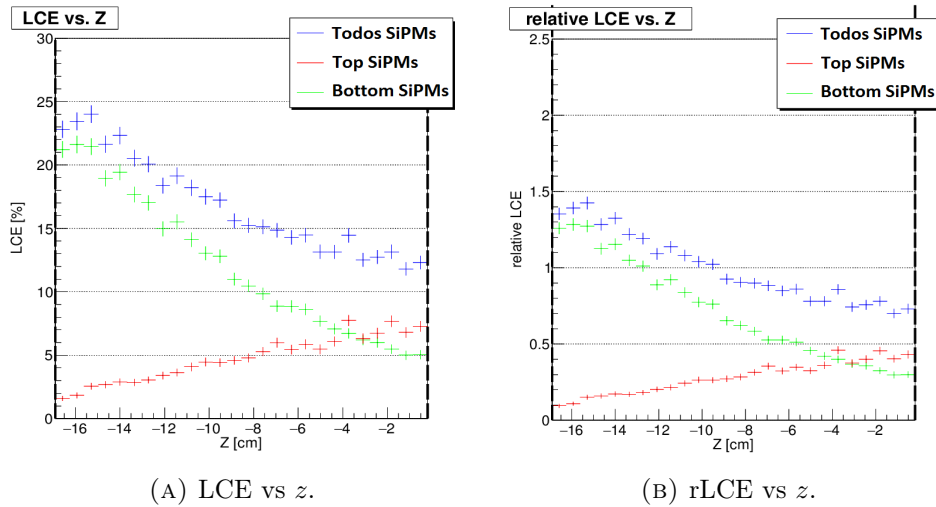 LCE vs. Z
30
25
20
15
10
5
0
LCE [%]
Todos SiPMs
Top SiPMs
Bottom SiPMs
−16 −14 −12 −10 −8 −6 −4 −2
Z [cm]
(A) LCE vs z.
relative LCE vs. Z
2.5
2
1.5
1
0.5
0
relative LCE
Todos SiPMs
Top SiPMs
Bottom SiPMs
−16 −14 −12 −10 −8 −6 −4 −2
Z [cm]
(B) rLCE vs z.